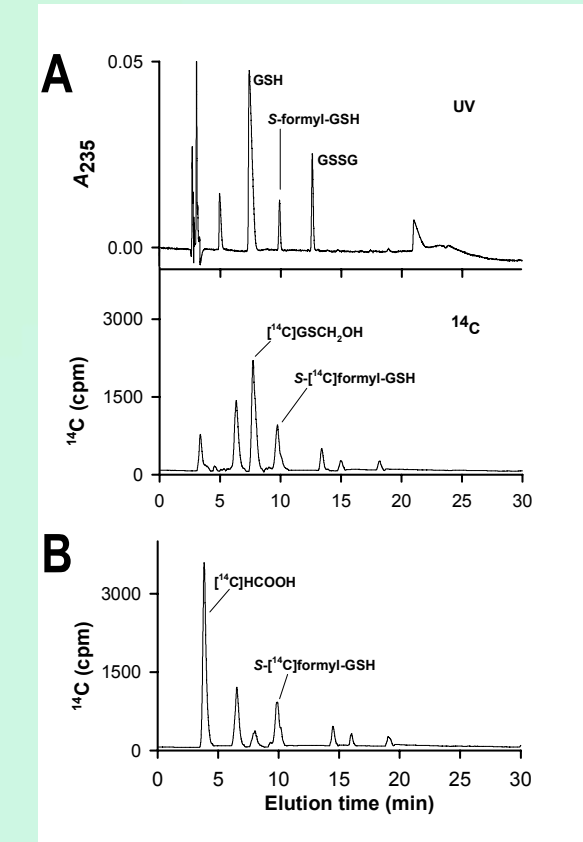 A
0.05
GSH
UV
S-formyl-GSH
GSSG
A235
0.00
3000
[14C]GSCH2OH
14C
S-[14C]formyl-GSH
1500
14C (cpm)
0
0 5 10 15 20 25 30
B
[14C]HCOOH
3000
S-[14C]formyl-GSH
1500
14C (cpm)
0
0 5 10 15 20 25 30
Elution time (min)